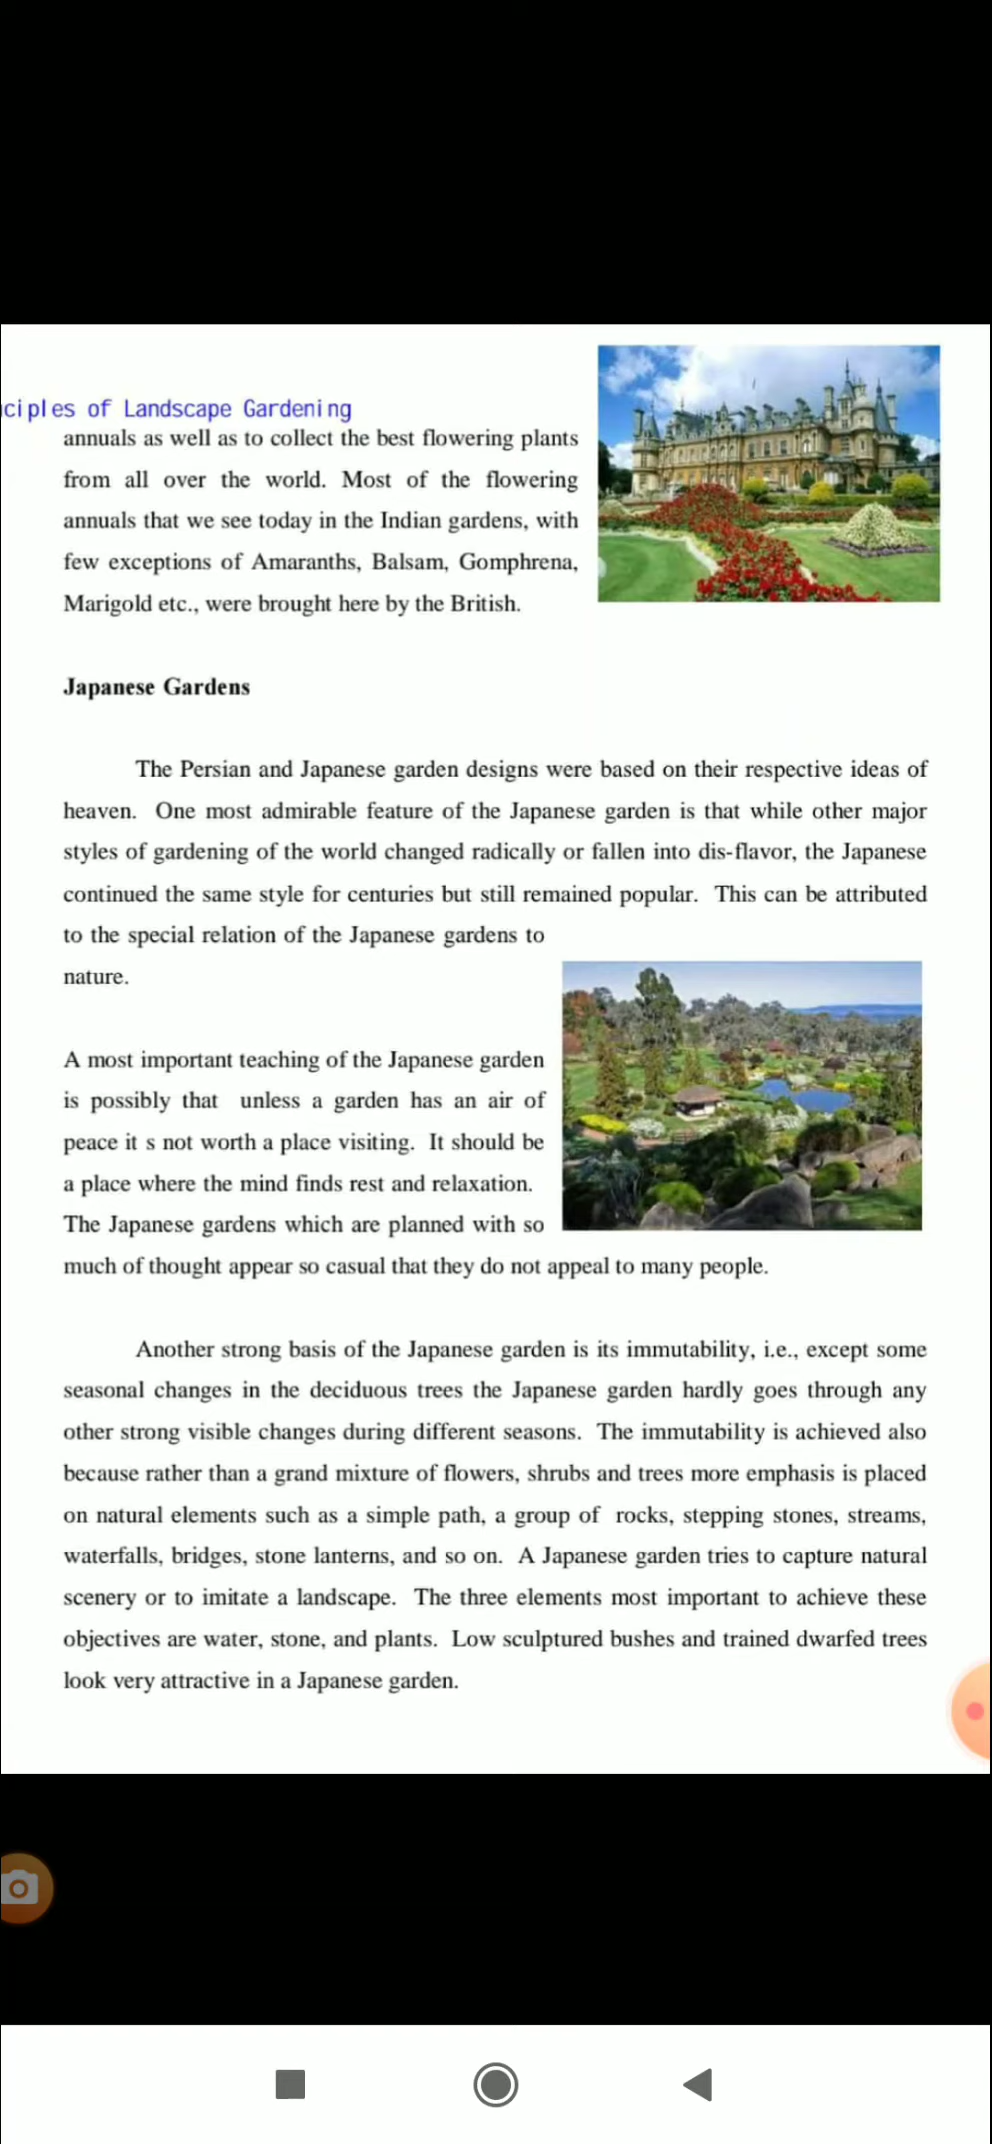 ciples of Landscape Gardening
annuals as well as to collect the best flowering plants
from all over the world. Most of the flowering
annuals that we see today in the Indian gardens, with
few exceptions of Amaranths, Balsam, Gomphrena,
Marigold etc., were brought here by the British.
Japanese Gardens
The Persian and Japanese garden designs were based on their respective ideas of
heaven. One most admirable feature of the Japanese garden is that while other major
styles of gardening of the world changed radically or fallen into dis-flavor, the Japanese
continued the same style for centuries but still remained popular. This can be attributed
to the special relation of the Japanese gardens to
nature.
A most important teaching of the Japanese garden
is possibly that unless a garden has an air of
peace it s not worth a place visiting. It should be
a place where the mind finds rest and relaxation.
The Japanese gardens which are planned with so
much of thought appear so casual that they do not appeal to many people.
Another strong basis of the Japanese garden is its immutability, i.e., except some
seasonal changes in the deciduous trees the Japanese garden hardly goes through any
other strong visible changes during different seasons. The immutability is achieved also
because rather than a grand mixture of flowers, shrubs and trees more emphasis is placed
on natural elements such as a simple path, a group of rocks, stepping stones, streams,
waterfalls, bridges, stone lanterns, and so on. A Japanese garden tries to capture natural
scenery or to imitate a landscape. The three elements most important to achieve these
objectives are water, stone, and plants. Low sculptured bushes and trained dwarfed trees
look very attractive in a Japanese garden.